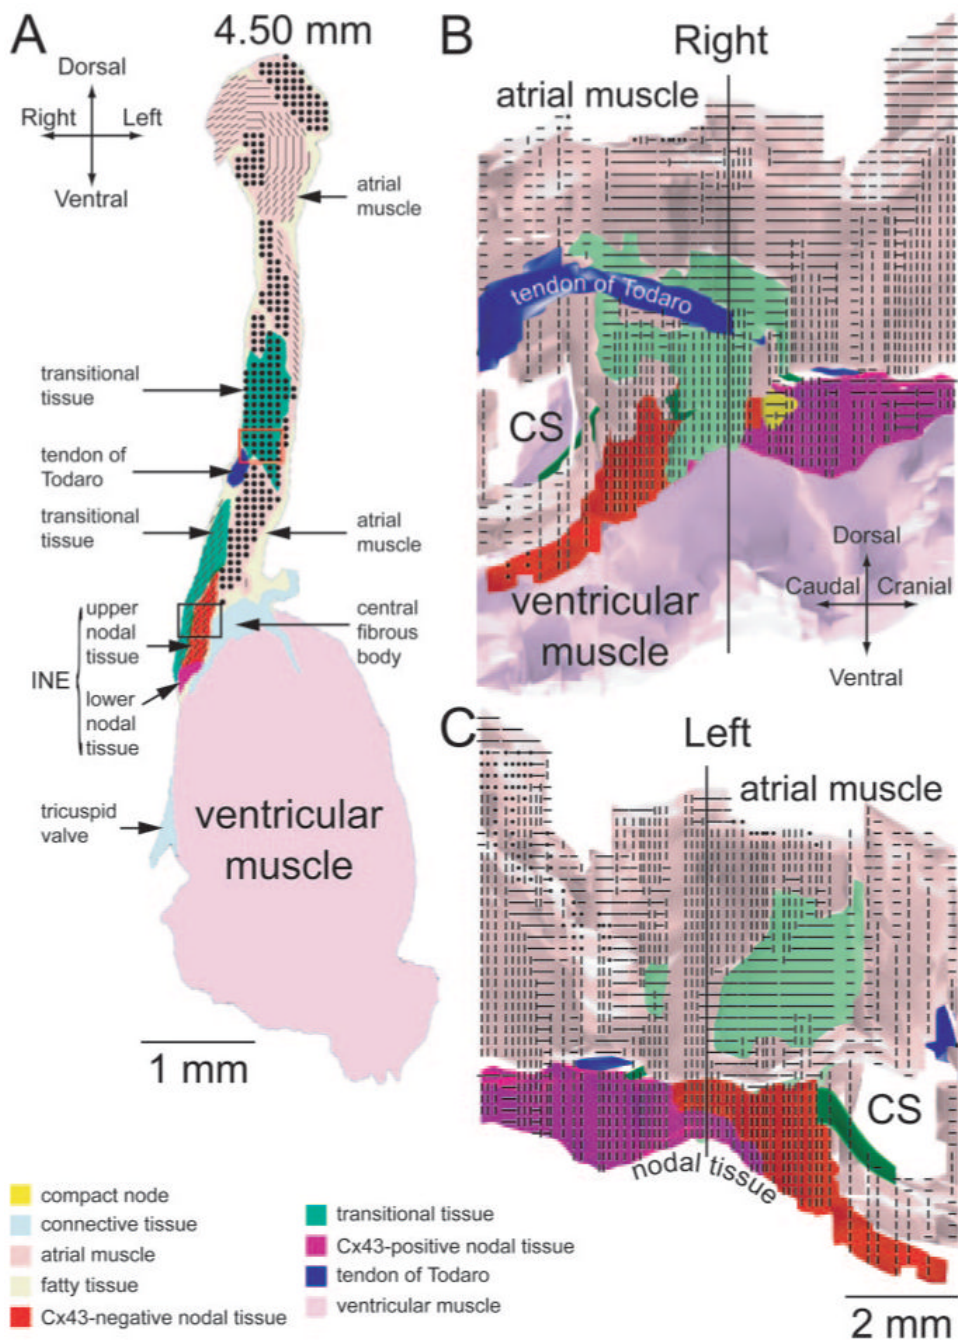 A
4.50 mm
Dorsal
Right
Left
Ventral
atrial
muscle
transitional
tissue
tendon of
Todaro
transitional
tissue
atrial
muscle
upper
nodal
tissue
INE
lower
nodal
tissue
central
fibrous
body
tricuspid
valve
ventricular
muscle
1 mm
B
Right
atrial muscle
tendon of Todaro
CS
ventricular
muscle
Dorsal
Caudal
Cranial
Ventral
C
Left
atrial muscle
CS
nodal tissue
2 mm
compact node
connective tissue
atrial muscle
fatty tissue
Cx43-negative nodal tissue
transitional tissue
Cx43-positive nodal tissue
tendon of Todaro
ventricular muscle